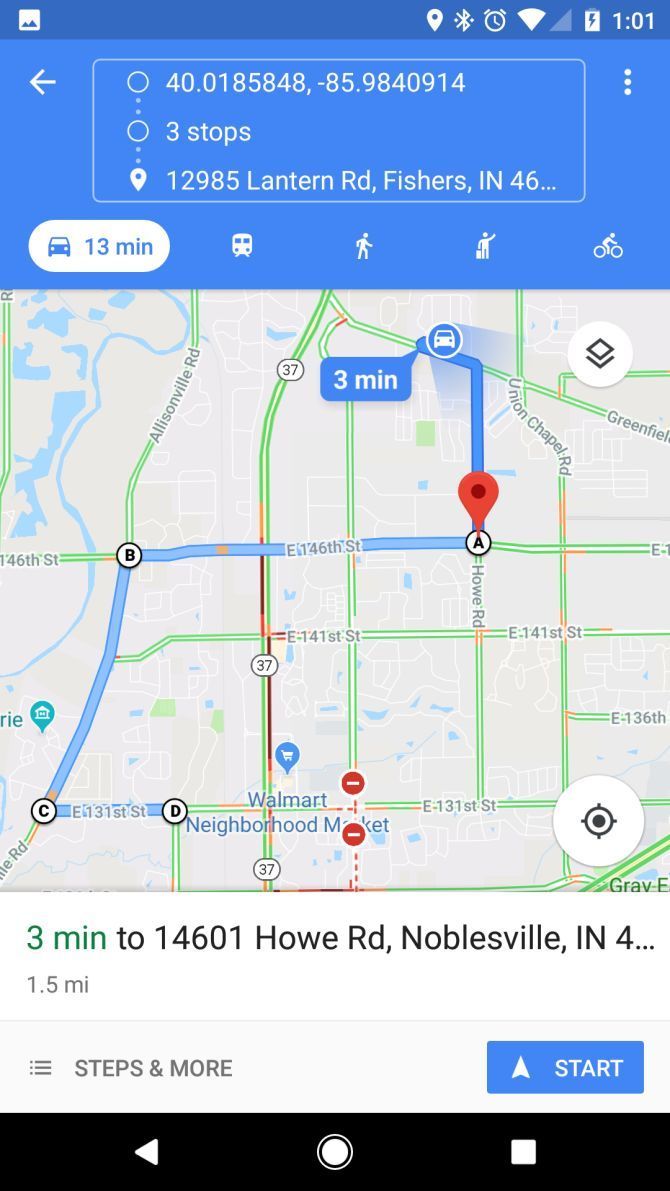 1:01
40.0185848, -85.9840914
3 stops
12985 Lantern Rd, Fishers, IN 46...
13 min
37
3 min
Allisonville Rd
Union Chapel Rd
Greenfiel
B
146th St
E 146th St
A
E-1
Howe Rd
E 141st St
E 141st St
37
rie
E-136th
C
E 131st St
D
E-131st St
Walmart
Neighborhood Market
lle Rd
37
Gray E
3 min to 14601 Howe Rd, Noblesville, IN 4...
1.5 mi
STEPS & MORE
START